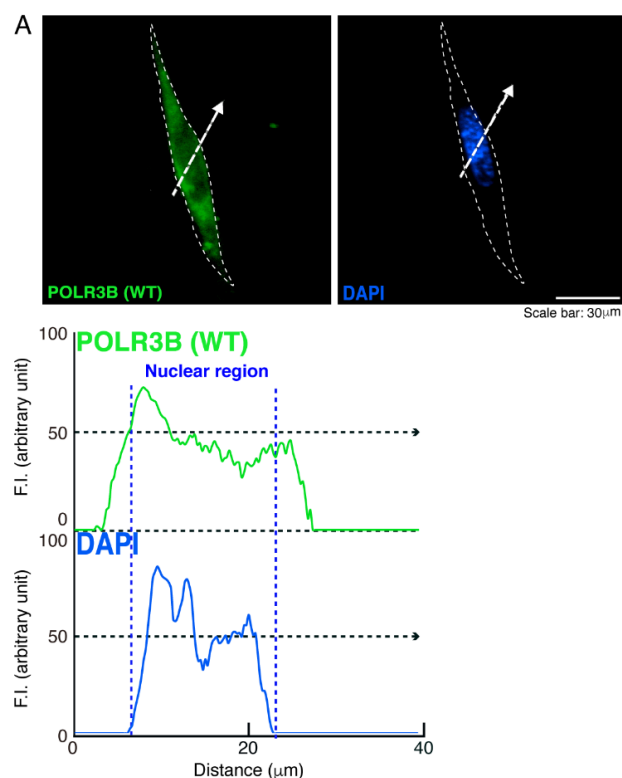 A
POLR3B (WT)
DAPI
Scale bar: 30μm
100
POLR3B (WT)
Nuclear region
50
F.I. (arbitrary unit)
0
100
DAPI
50
F.I. (arbitrary unit)
0
0
20
40
Distance (μm)